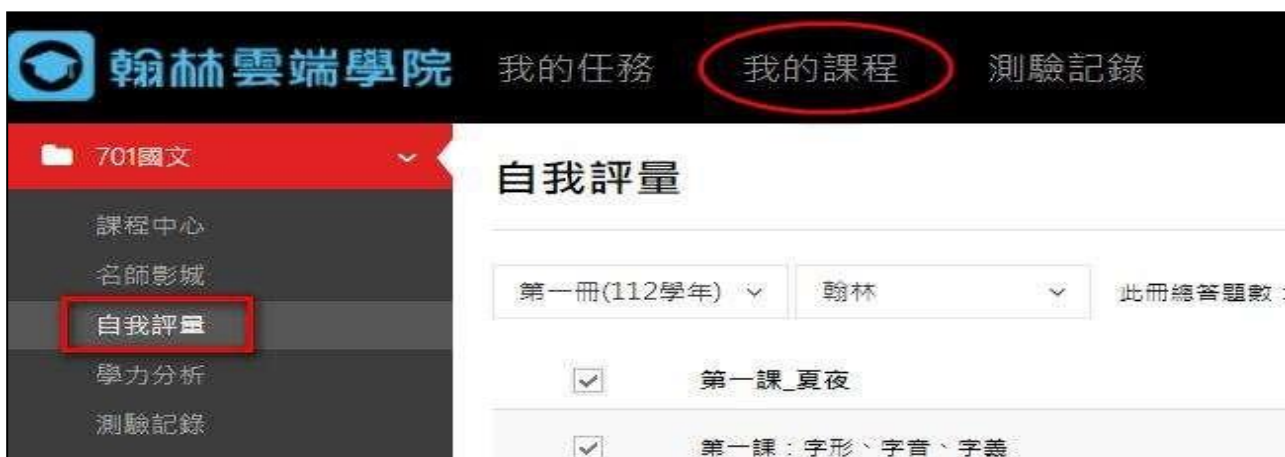 翰林雲端學院 我的任務 我的課程 測驗記錄
701國文
自我評量
課程中心
名師影城
自我評量
學力分析
測驗記錄
第一冊(112學年) 翰林 此冊總答題數：
第一課_夏夜
第一課：字形、字音、字義